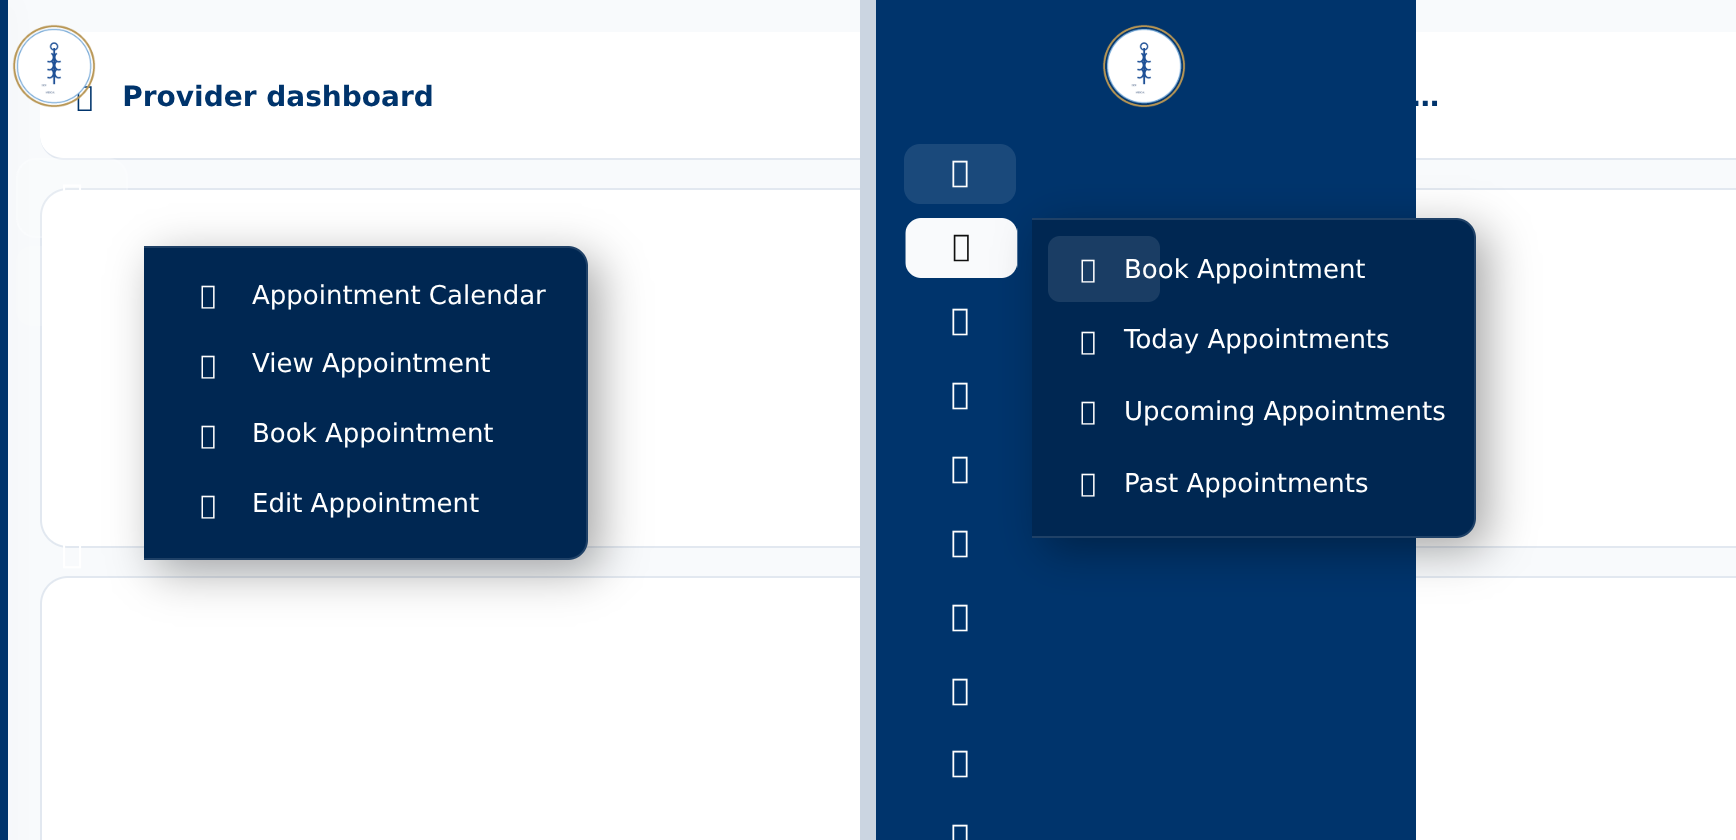 Provider dashboard
Appointment Calendar
View Appointment
Book Appointment
Edit Appointment
...
Book Appointment
Today Appointments
Upcoming Appointments
Past Appointments